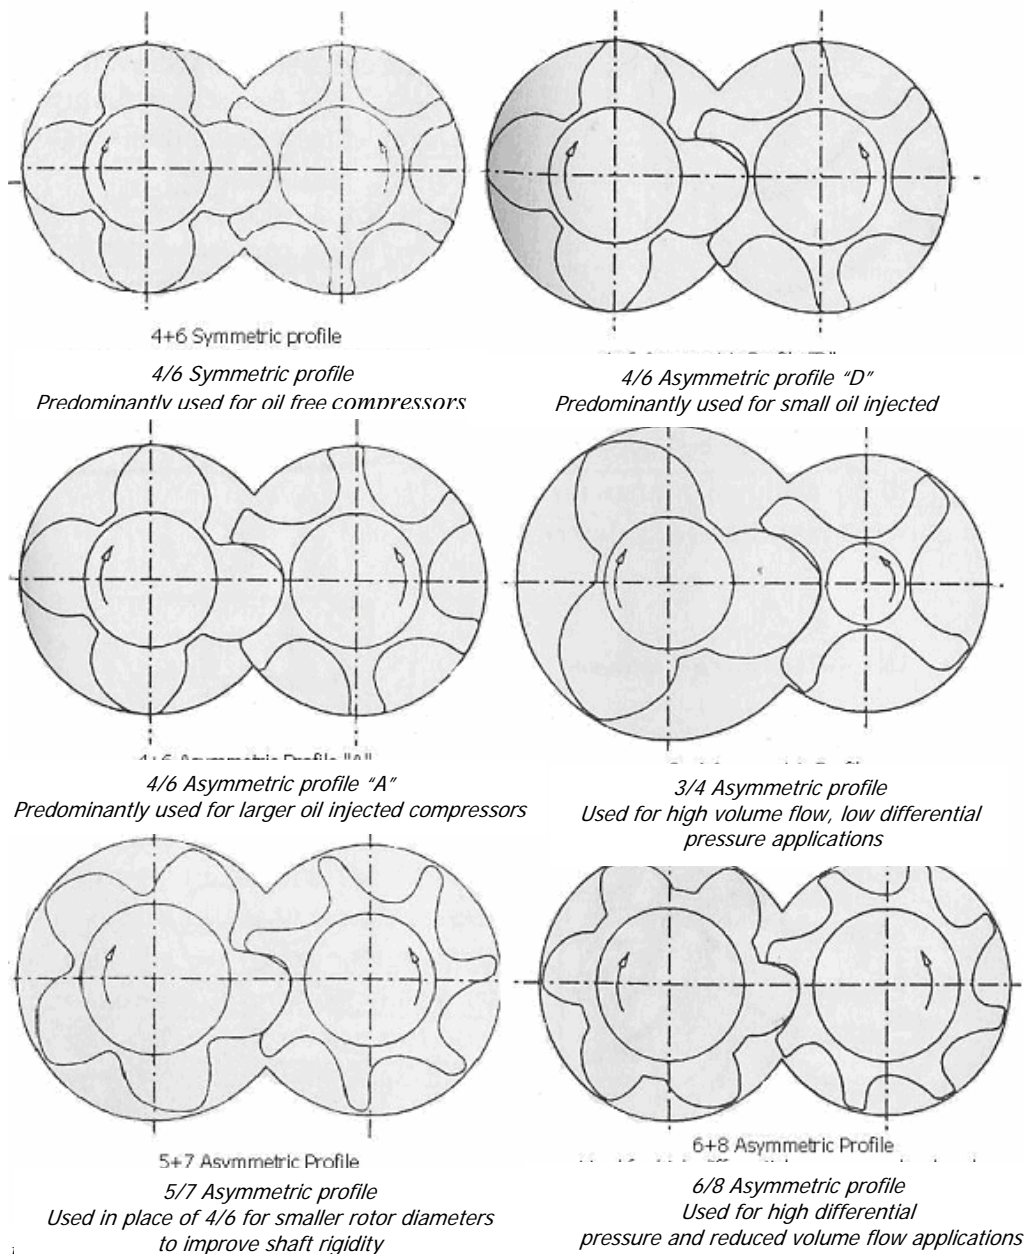 4+6 Symmetric profile
4/6 Symmetric profile
Predominantly used for oil free compressors
4/6 Asymmetric profile “D”
Predominantly used for small oil injected
4+6 Asymmetric Profile "A"
4/6 Asymmetric profile “A”
Predominantly used for larger oil injected compressors
3/4 Asymmetric profile
Used for high volume flow, low differential
pressure applications
5+7 Asymmetric Profile
5/7 Asymmetric profile
Used in place of 4/6 for smaller rotor diameters
to improve shaft rigidity
6+8 Asymmetric Profile
6/8 Asymmetric profile
Used for high differential
pressure and reduced volume flow applications